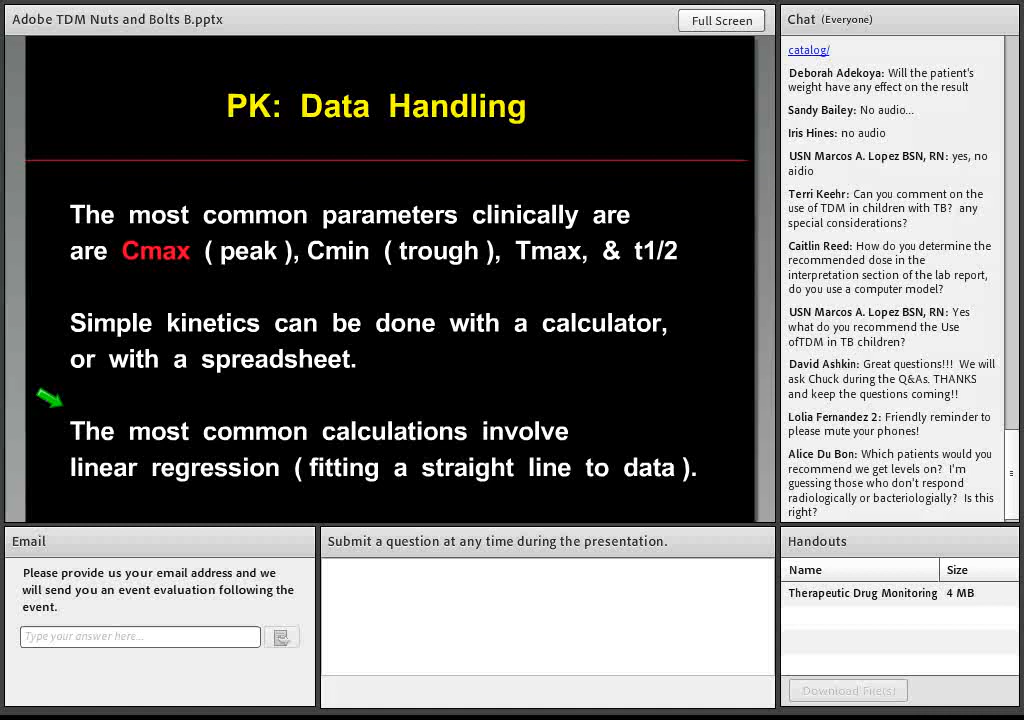 Adobe TDM Nuts and Bolts B.pptx
Full Screen
PK: Data Handling
The most common parameters clinically are
are Cmax ( peak ), Cmin ( trough ), Tmax, & t1/2
Simple kinetics can be done with a calculator,
or with a spreadsheet.
The most common calculations involve
linear regression ( fitting a straight line to data ).
Chat (Everyone)
catalog/
Deborah Adekoya: Will the patient's
weight have any effect on the result
Sandy Bailey: No audio...
Iris Hines: no audio
USN Marcos A. Lopez BSN, RN: yes, no
aidio
Terri Keehr: Can you comment on the
use of TDM in children with TB? any
special considerations?
Caitlin Reed: How do you determine the
recommended dose in the
interpretation section of the lab report,
do you use a computer model?
USN Marcos A. Lopez BSN, RN: Yes
what do you recommend the Use
ofTDM in TB children?
David Ashkin: Great questions!!! We will
ask Chuck during the Q&As. THANKS
and keep the questions coming!!
Lolia Fernandez 2: Friendly reminder to
please mute your phones!
Alice Du Bon: Which patients would you
recommend we get levels on? I'm
guessing those who don't respond
radiologically or bacteriologially? Is this
right?
Email
Please provide us your email address and we
will send you an event evaluation following the
event.
Type your answer here...
Submit a question at any time during the presentation.
Handouts
Name Size
Therapeutic Drug Monitoring 4 MB
Download File(s)